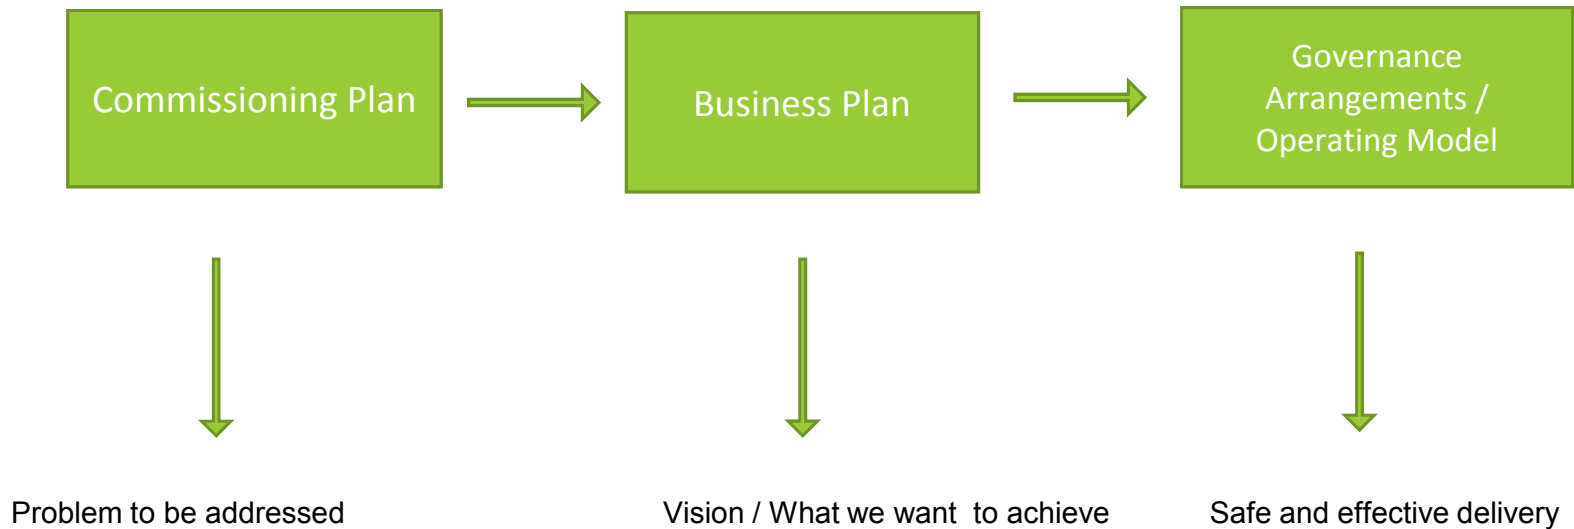 Commissioning Plan
Business Plan
Governance
Arrangements /
Operating Model
Problem to be addressed
Vision / What we want  to achieve
Safe and effective delivery